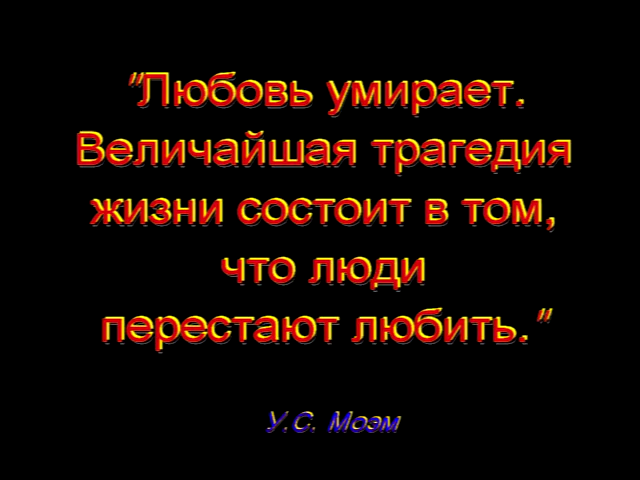 "Любовь умирает.
Величайшая трагедия
жизни состоит в том,
что люди
перестают любить."
У.С. Моэм